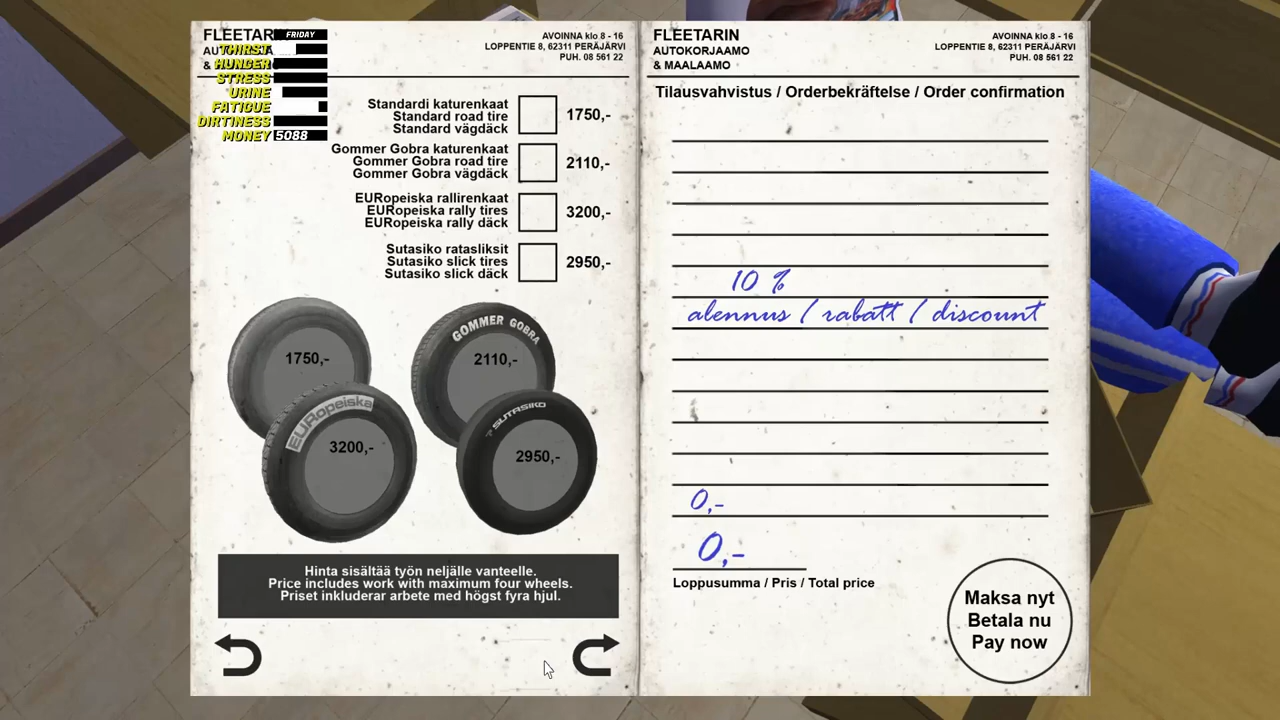 FLEETARIN
AUTOKORJAAMO
& MAALAAMO
AVOINNA klo 8 - 16
LOPPENTIE 8, 62311 PERÄJÄRVI
PUH. 08 561 22
FRIDAY
THIRST
HUNGER
STRESS
URINE
FATIGUE
DIRTINESS
MONEY 5088
Standardi katurenkaat
Standard road tire
Standard vägdäck
1750,-
Gommer Gobra katurenkaat
Gommer Gobra road tire
Gommer Gobra vägdäck
2110,-
EURopeiska rallirenkaat
EURopeiska rally tires
EURopeiska rally däck
3200,-
Sutasiko ratasliksit
Sutasiko slick tires
Sutasiko slick däck
2950,-
1750,-
GOMMER GOBRA
2110,-
EURopeiska
3200,-
SUTASIKO
2950,-
Hinta sisältää työn neljälle vanteelle.
Price includes work with maximum four wheels.
Priset inkluderar arbete med högst fyra hjul.
FLEETARIN
AUTOKORJAAMO
& MAALAAMO
AVOINNA klo 8 - 16
LOPPENTIE 8, 62311 PERÄJÄRVI
PUH. 08 561 22
Tilausvahvistus / Orderbekräftelse / Order confirmation
10 %
alennus / rabatt / discount
0,-
0,-
Loppusumma / Pris / Total price
Maksa nyt
Betala nu
Pay now